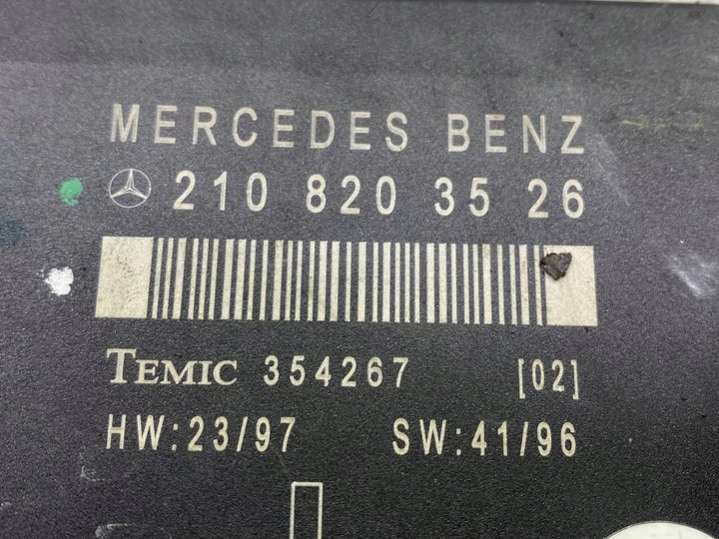 MERCEDES BENZ
210 820 35 26
TEMIC 354267 [02]
HW:23/97 SW:41/96